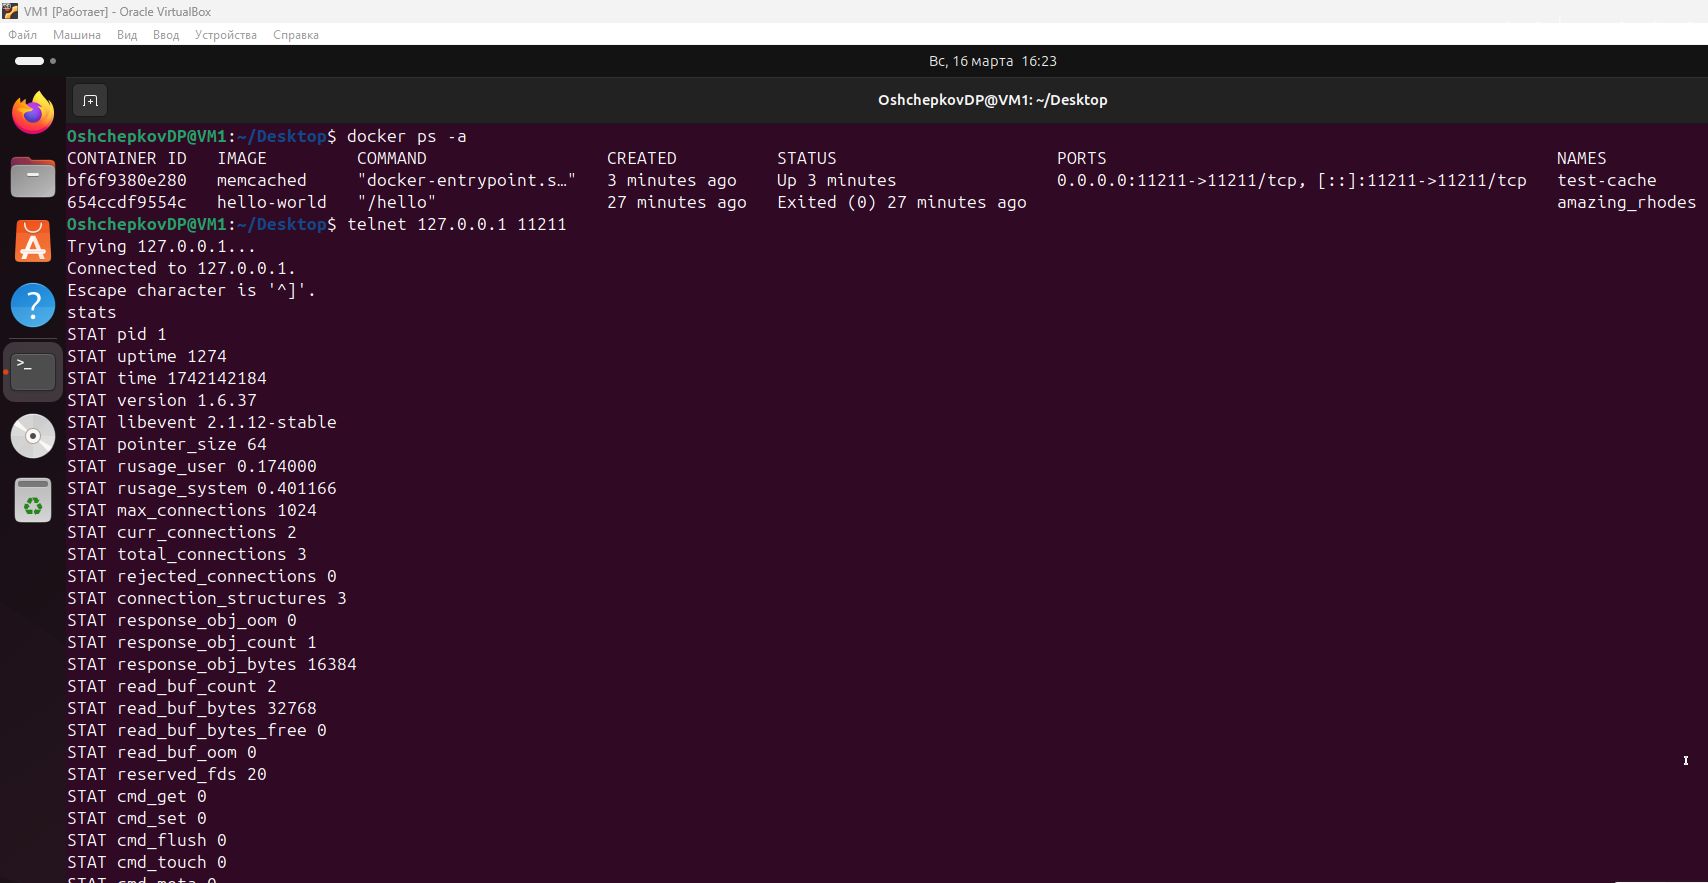 VM1 [Работает] - Oracle VirtualBox
Файл Машина Вид Ввод Устройства Справка
Вс, 16 марта 16:23
OshchepkovDP@VM1: ~/Desktop
OshchepkovDP@VM1:~/Desktop$ docker ps -a
CONTAINER ID IMAGE COMMAND CREATED STATUS PORTS NAMES
bf6f9380e280 memcached "docker-entrypoint.s…" 3 minutes ago Up 3 minutes 0.0.0.0:11211->11211/tcp, [::]:11211->11211/tcp test-cache
654ccdf9554c hello-world "/hello" 27 minutes ago Exited (0) 27 minutes ago amazing_rhodes
OshchepkovDP@VM1:~/Desktop$ telnet 127.0.0.1 11211
Trying 127.0.0.1...
Connected to 127.0.0.1.
Escape character is '^]'.
stats
STAT pid 1
STAT uptime 1274
STAT time 1742142184
STAT version 1.6.37
STAT libevent 2.1.12-stable
STAT pointer_size 64
STAT rusage_user 0.174000
STAT rusage_system 0.401166
STAT max_connections 1024
STAT curr_connections 2
STAT total_connections 3
STAT rejected_connections 0
STAT connection_structures 3
STAT response_obj_oom 0
STAT response_obj_count 1
STAT response_obj_bytes 16384
STAT read_buf_count 2
STAT read_buf_bytes 32768
STAT read_buf_bytes_free 0
STAT read_buf_oom 0
STAT reserved_fds 20
STAT cmd_get 0
STAT cmd_set 0
STAT cmd_flush 0
STAT cmd_touch 0
STAT cmd_meta 0